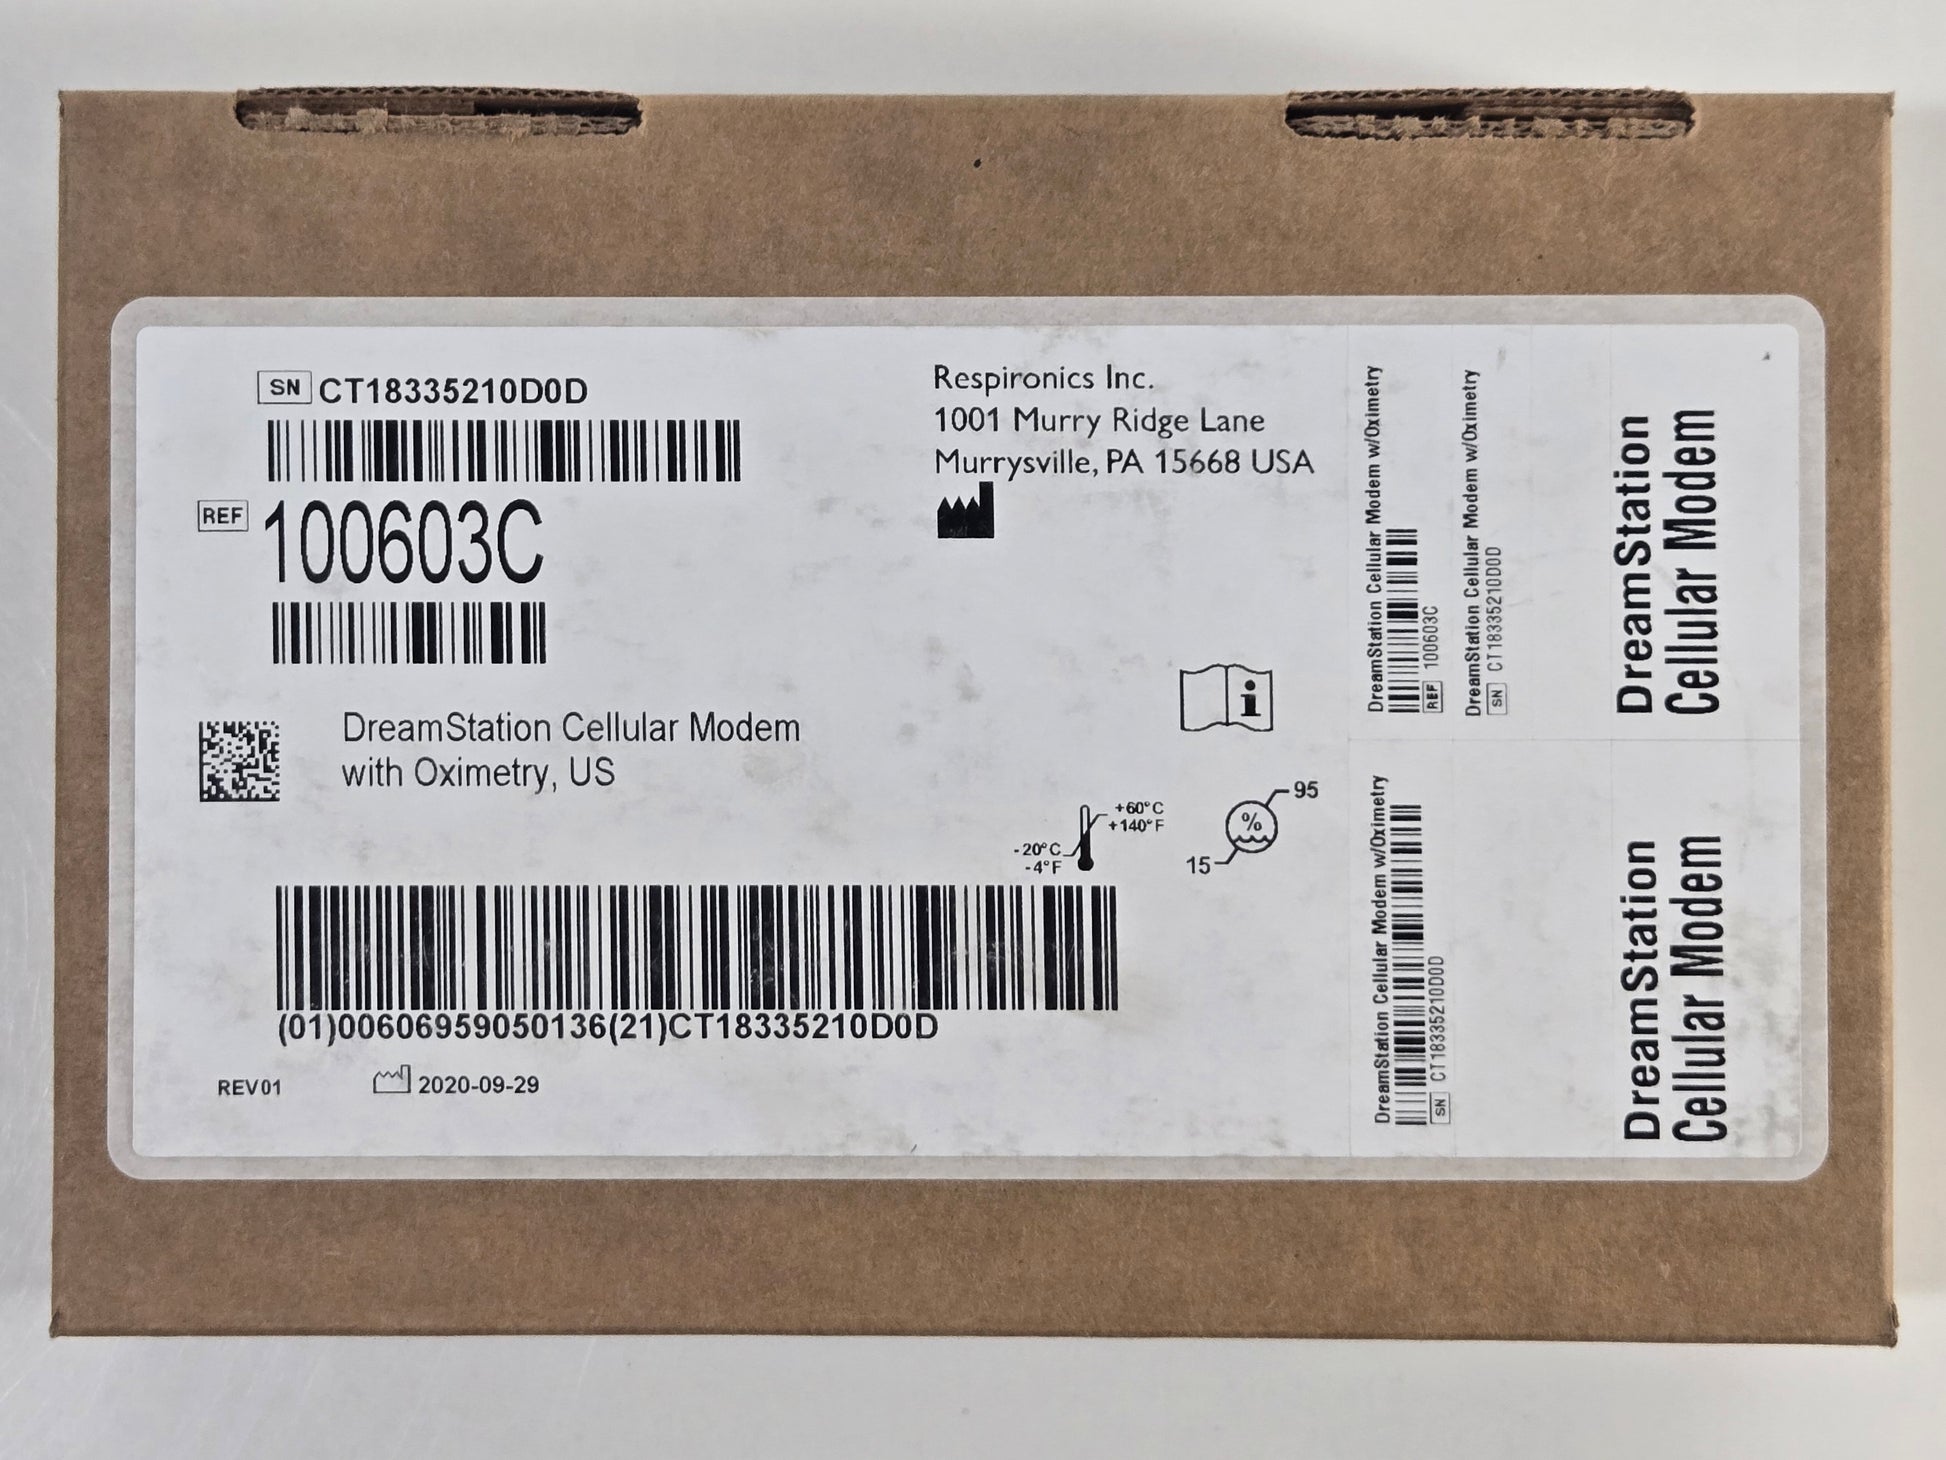 SN CT18335210D0D
REF 100603C
DreamStation Cellular Modem
with Oximetry, US
(01)00606959050136(21)CT18335210D0D
REV01 2020-09-29
Respironics Inc.
1001 Murry Ridge Lane
Murrysville, PA 15668 USA
i
+60°C
+140°F
-20°C
-4°F
%
95
15
DreamStation Cellular Modem w/Oximetry
REF 100603C
DreamStation Cellular Modem w/Oximetry
SN CT18335210D0D
DreamStation
Cellular Modem
DreamStation Cellular Modem w/Oximetry
SN CT18335210D0D
DreamStation
Cellular Modem